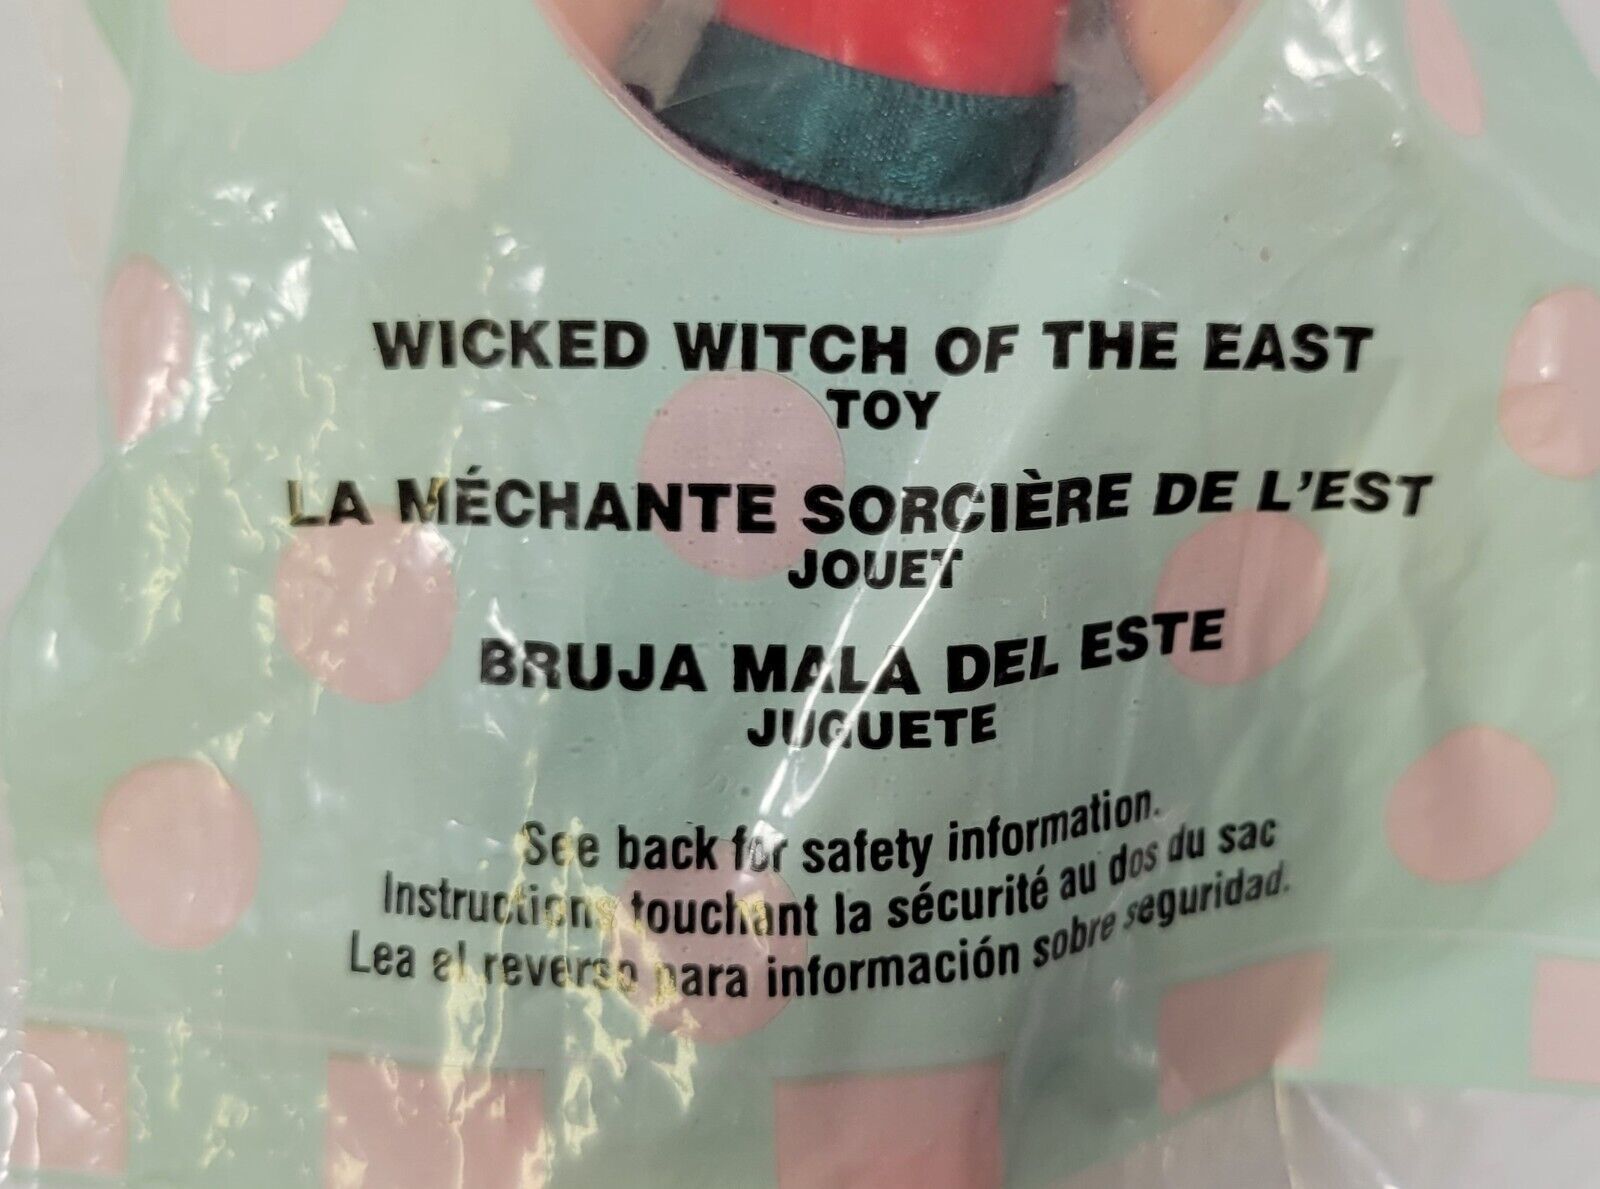 WICKED WITCH OF THE EAST
TOY
LA MÉCHANTE SORCIÈRE DE L'EST
JOUET
BRUJA MALA DEL ESTE
JUGUETE
See back for safety information.
Instructions touchant la sécurité au dos du sac
Lea el reverso para información sobre seguridad.